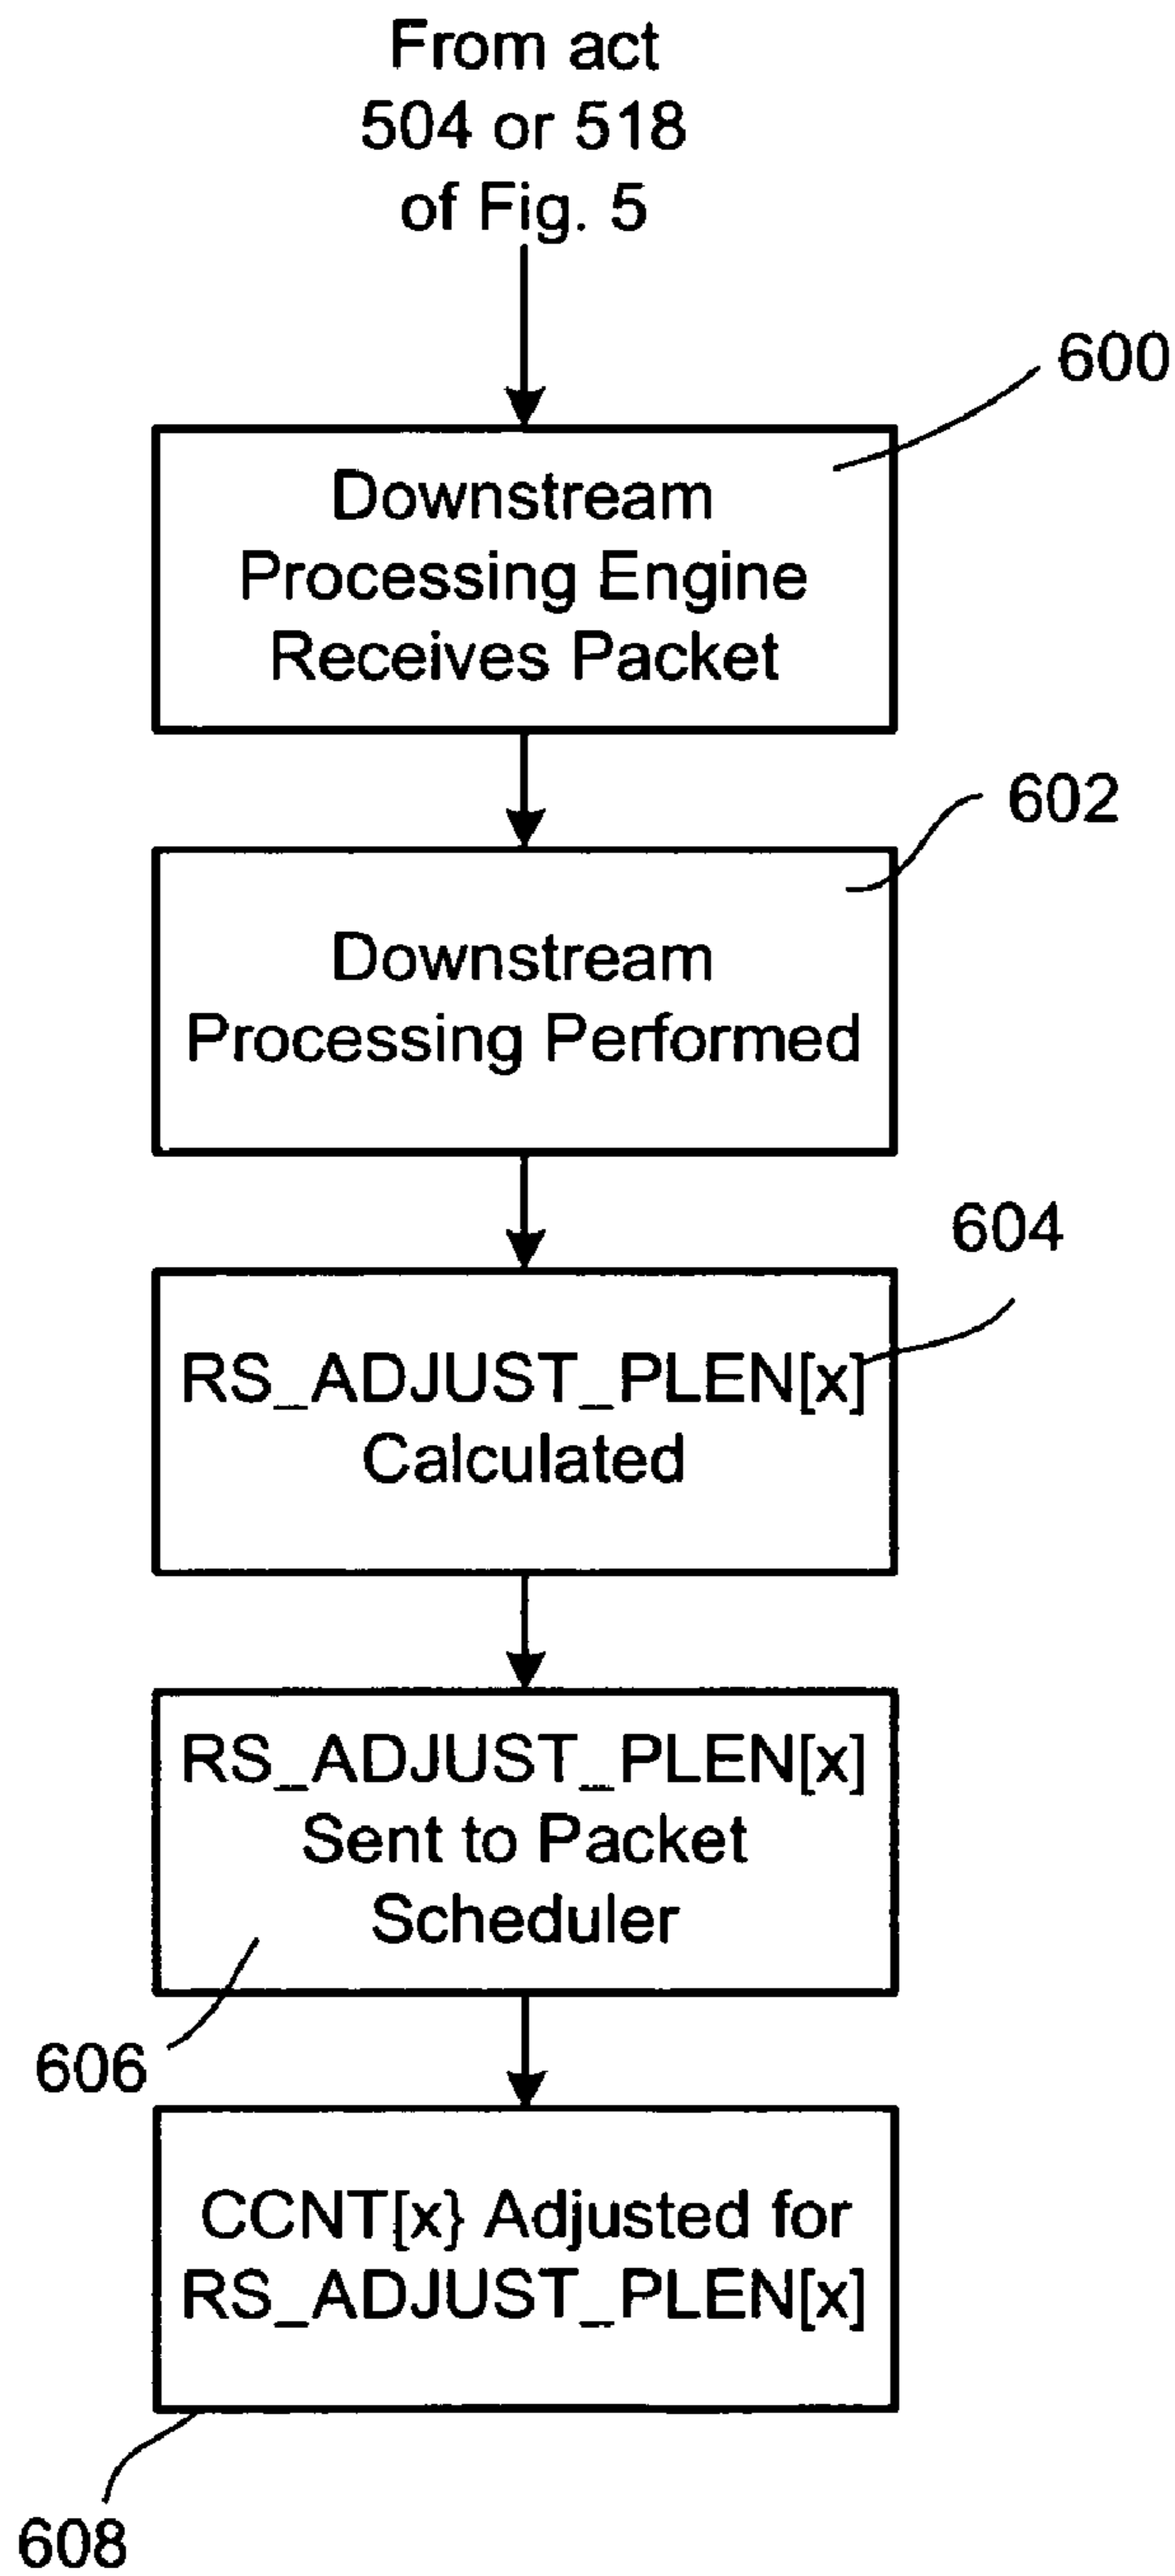 From act
504 or 518
of Fig. 5
600
Downstream
Processing Engine
Receives Packet
602
Downstream
Processing Performed
604
RS_ADJUST_PLEN[x]
Calculated
RS_ADJUST_PLEN[x]
Sent to Packet
Scheduler
606
CCNT[x} Adjusted for
RS_ADJUST_PLEN[x]
608